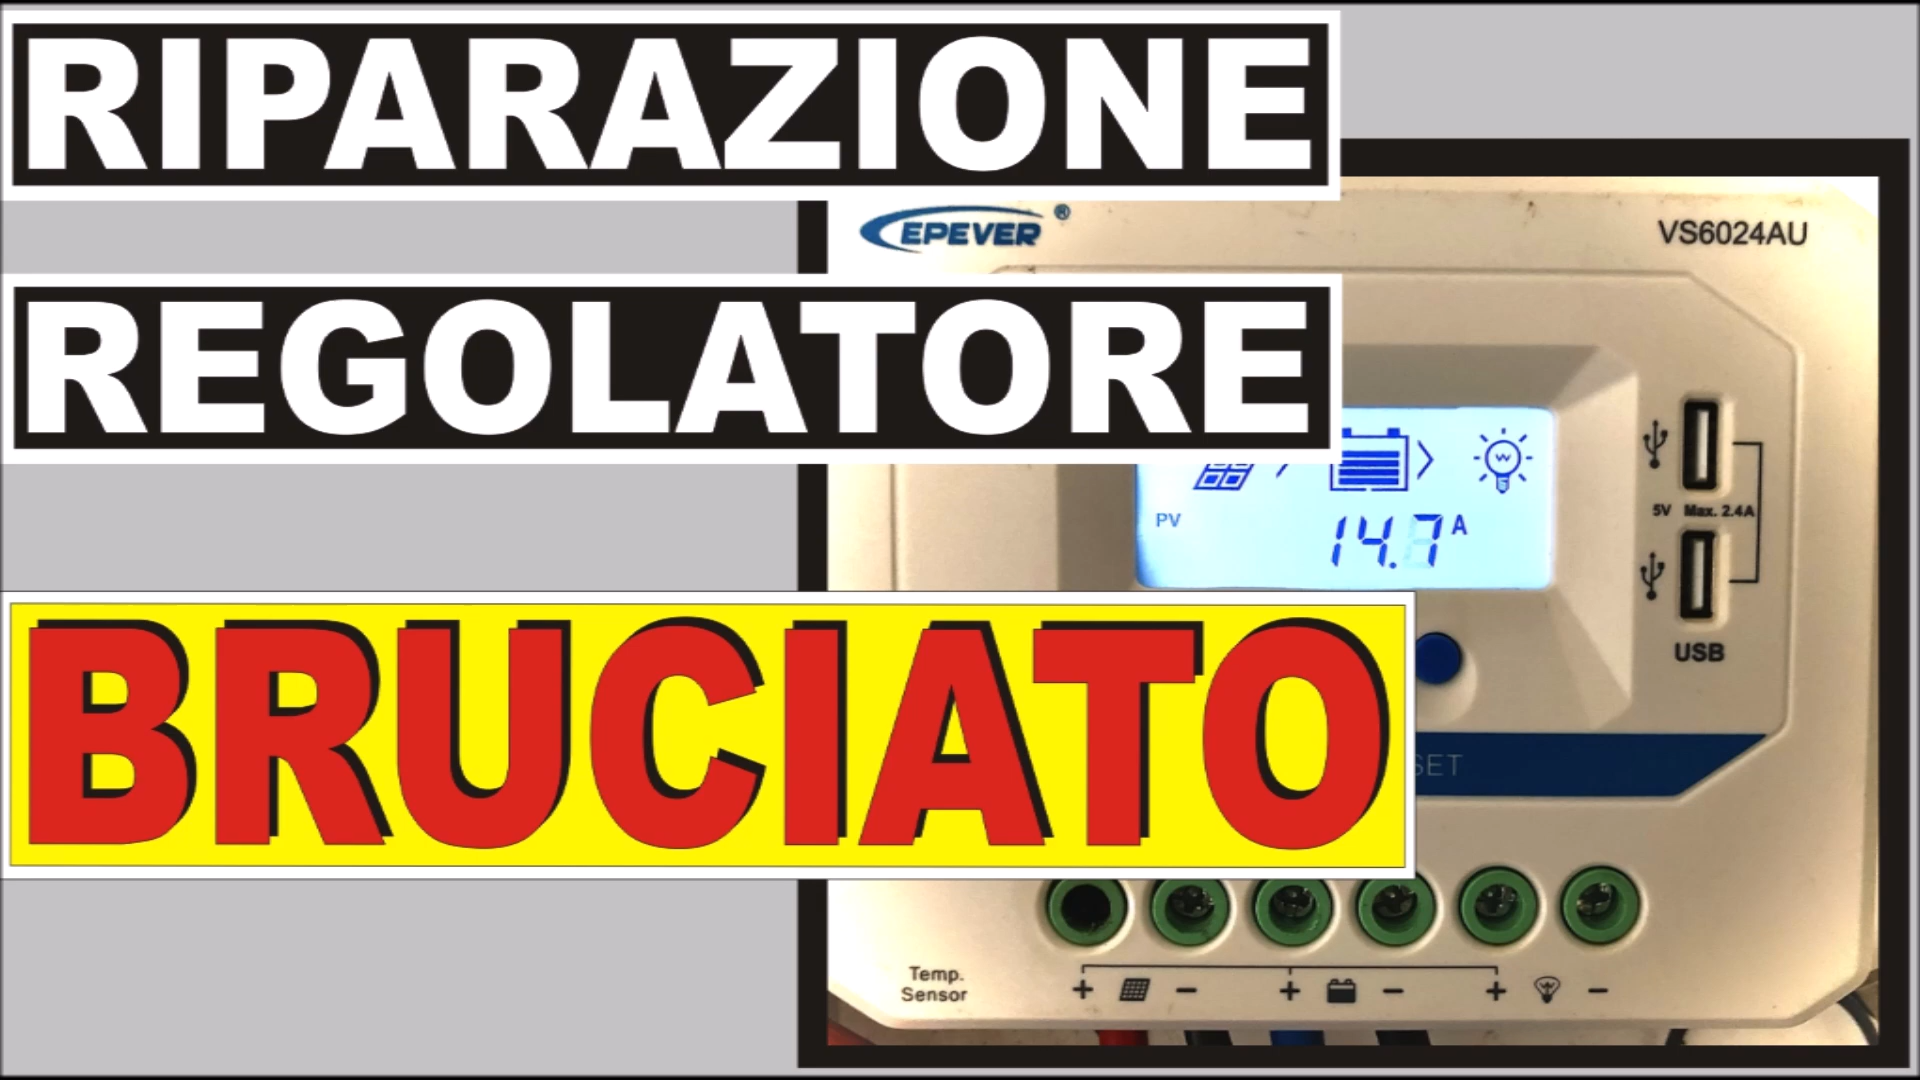 RIPARAZIONE
EPEVER ®
VS6024AU
REGOLATORE
PV
14.7 A
5V Max. 2.4A
USB
BRUCIATO
SET
Temp.
Sensor
+ − + − + −